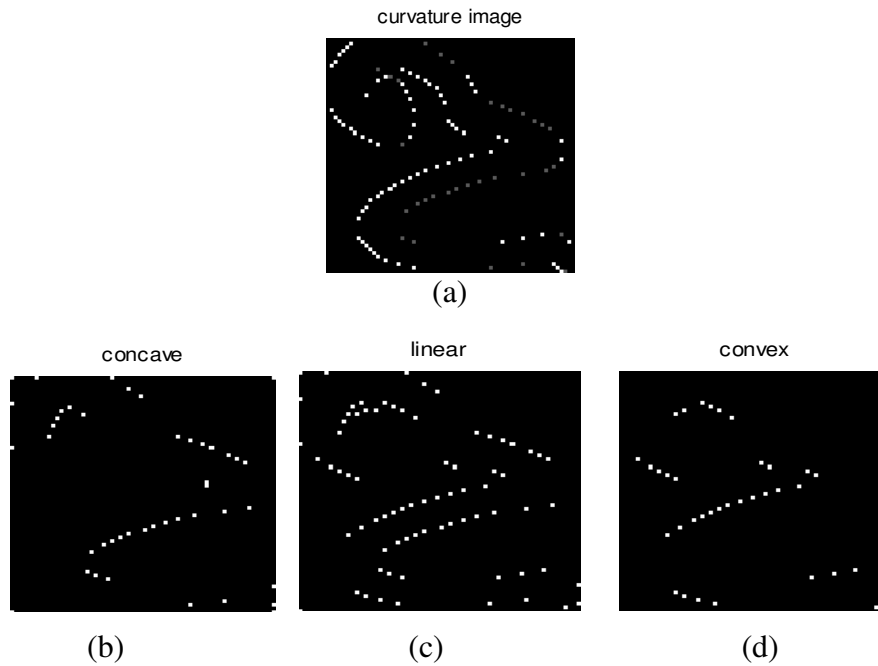 curvature image
(a)
concave
linear
convex
(b)
(c)
(d)